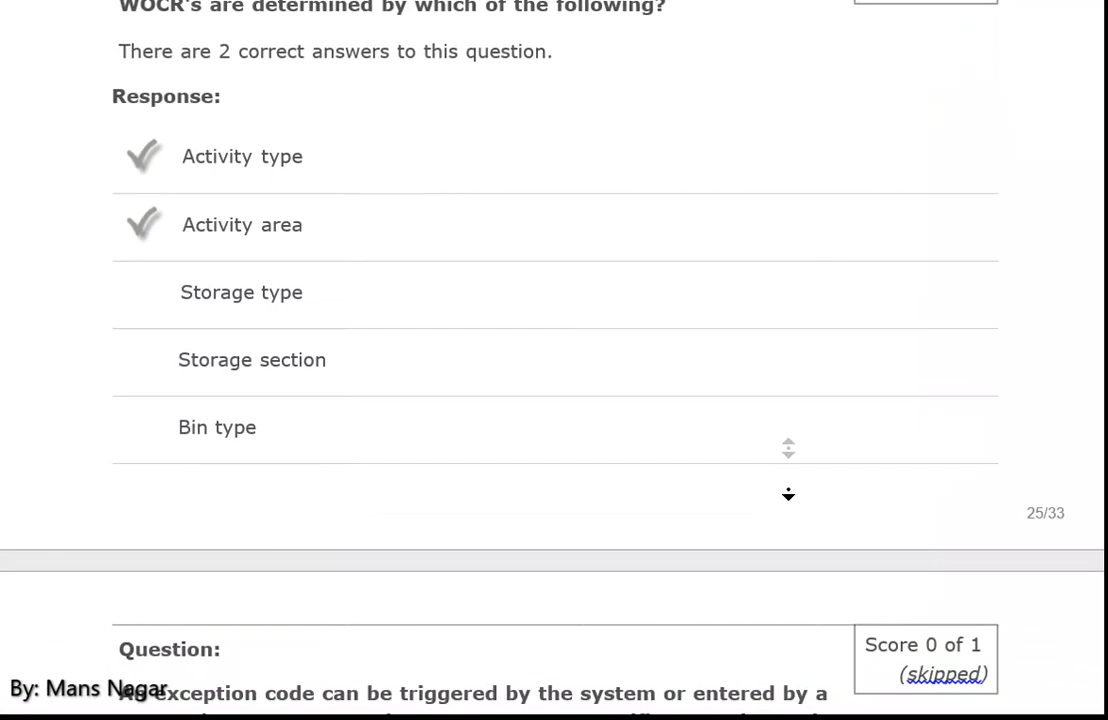 WOCR's are determined by which of the following?
There are 2 correct answers to this question.
Response:
Activity type
Activity area
Storage type
Storage section
Bin type
25/33
Question:
Score 0 of 1
(skipped)
By: Mans Nagar
An exception code can be triggered by the system or entered by a